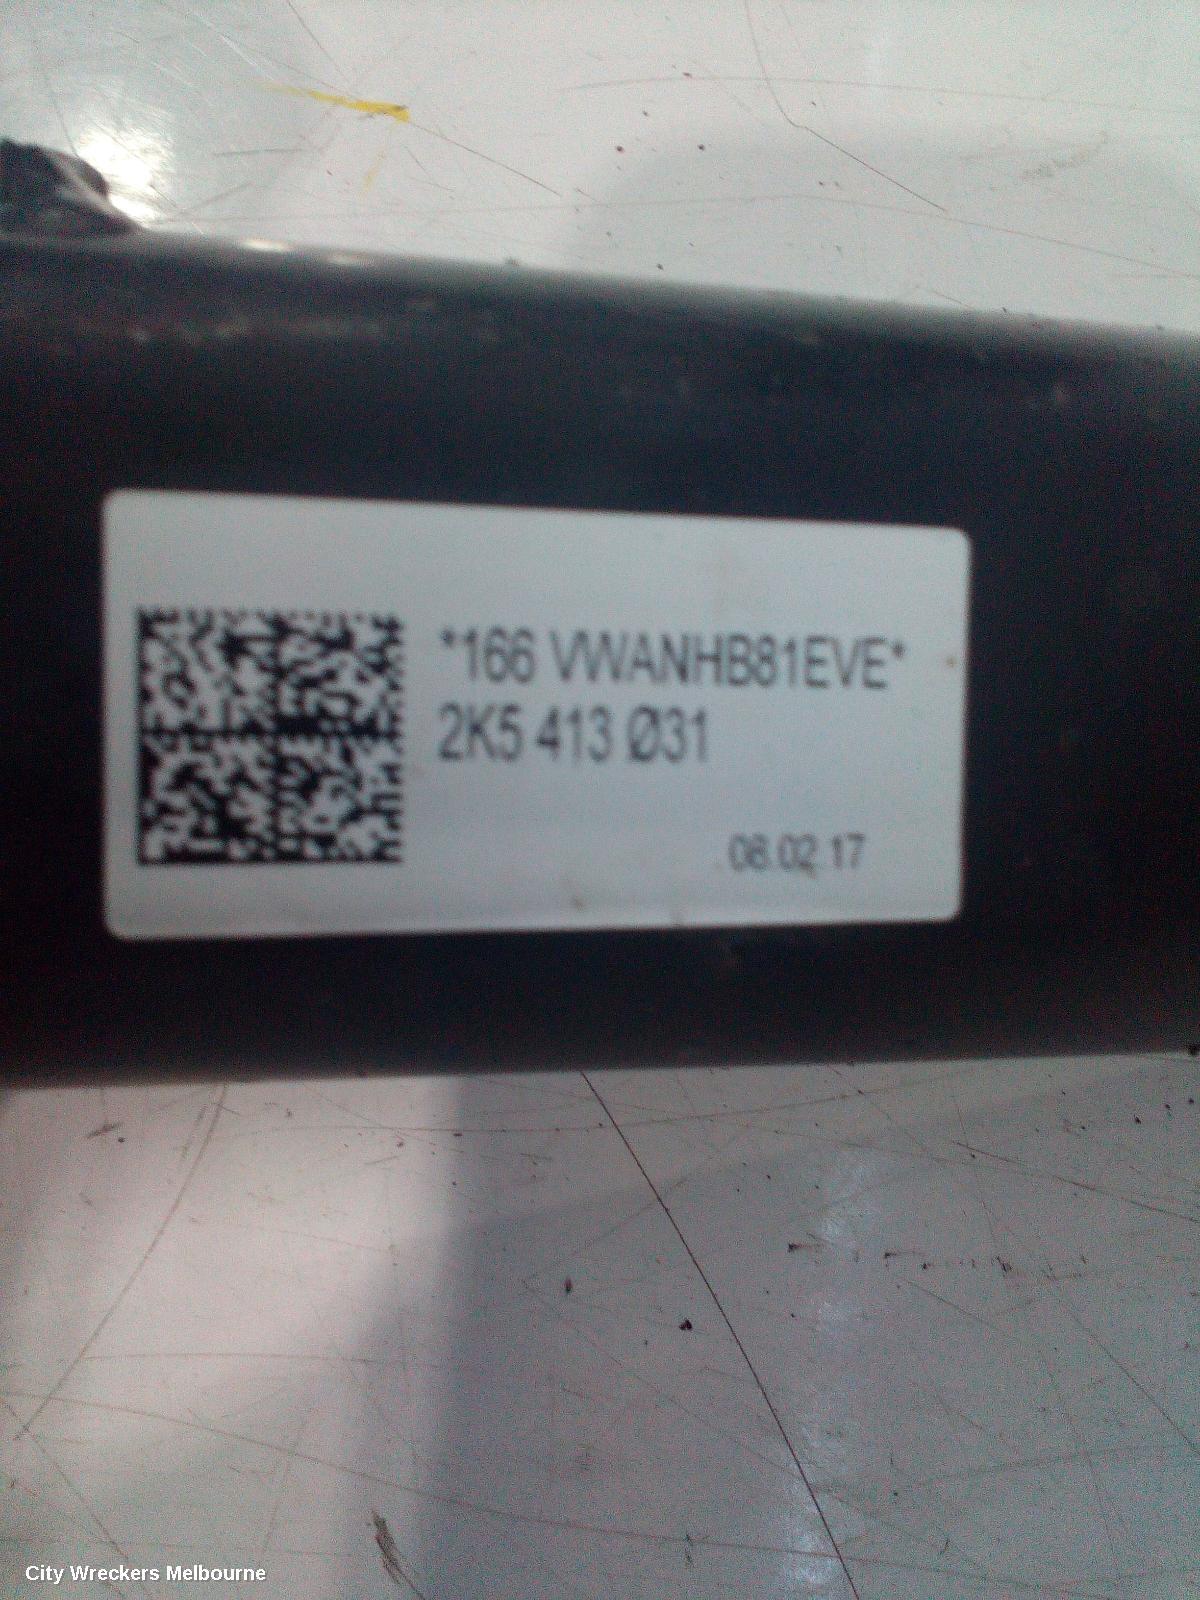 *166 VWANHB81EVE*
2K5 413 Ø31
08.02.17
City Wreckers Melbourne